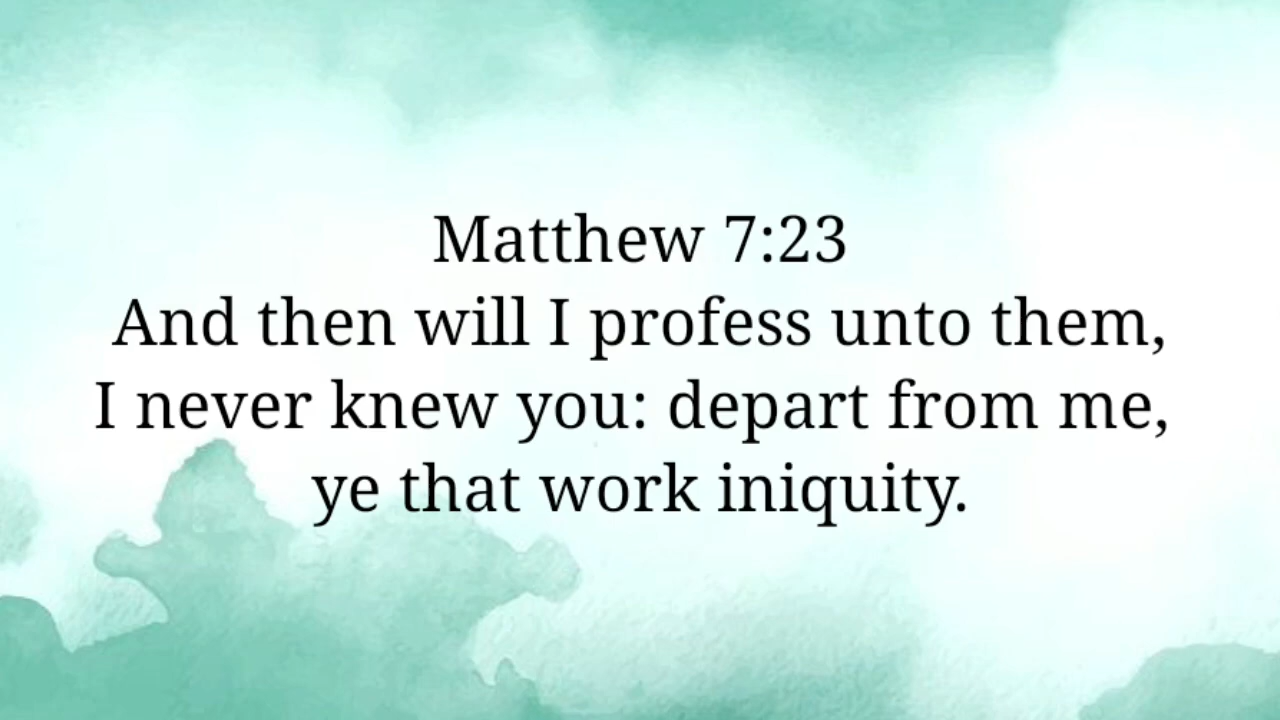 Matthew 7:23
And then will I profess unto them,
I never knew you: depart from me,
ye that work iniquity.